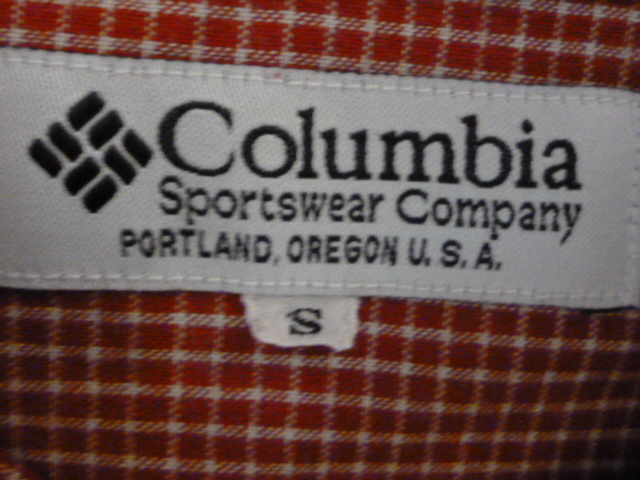 Columbia
Sportswear Company
PORTLAND, OREGON U. S. A.
S